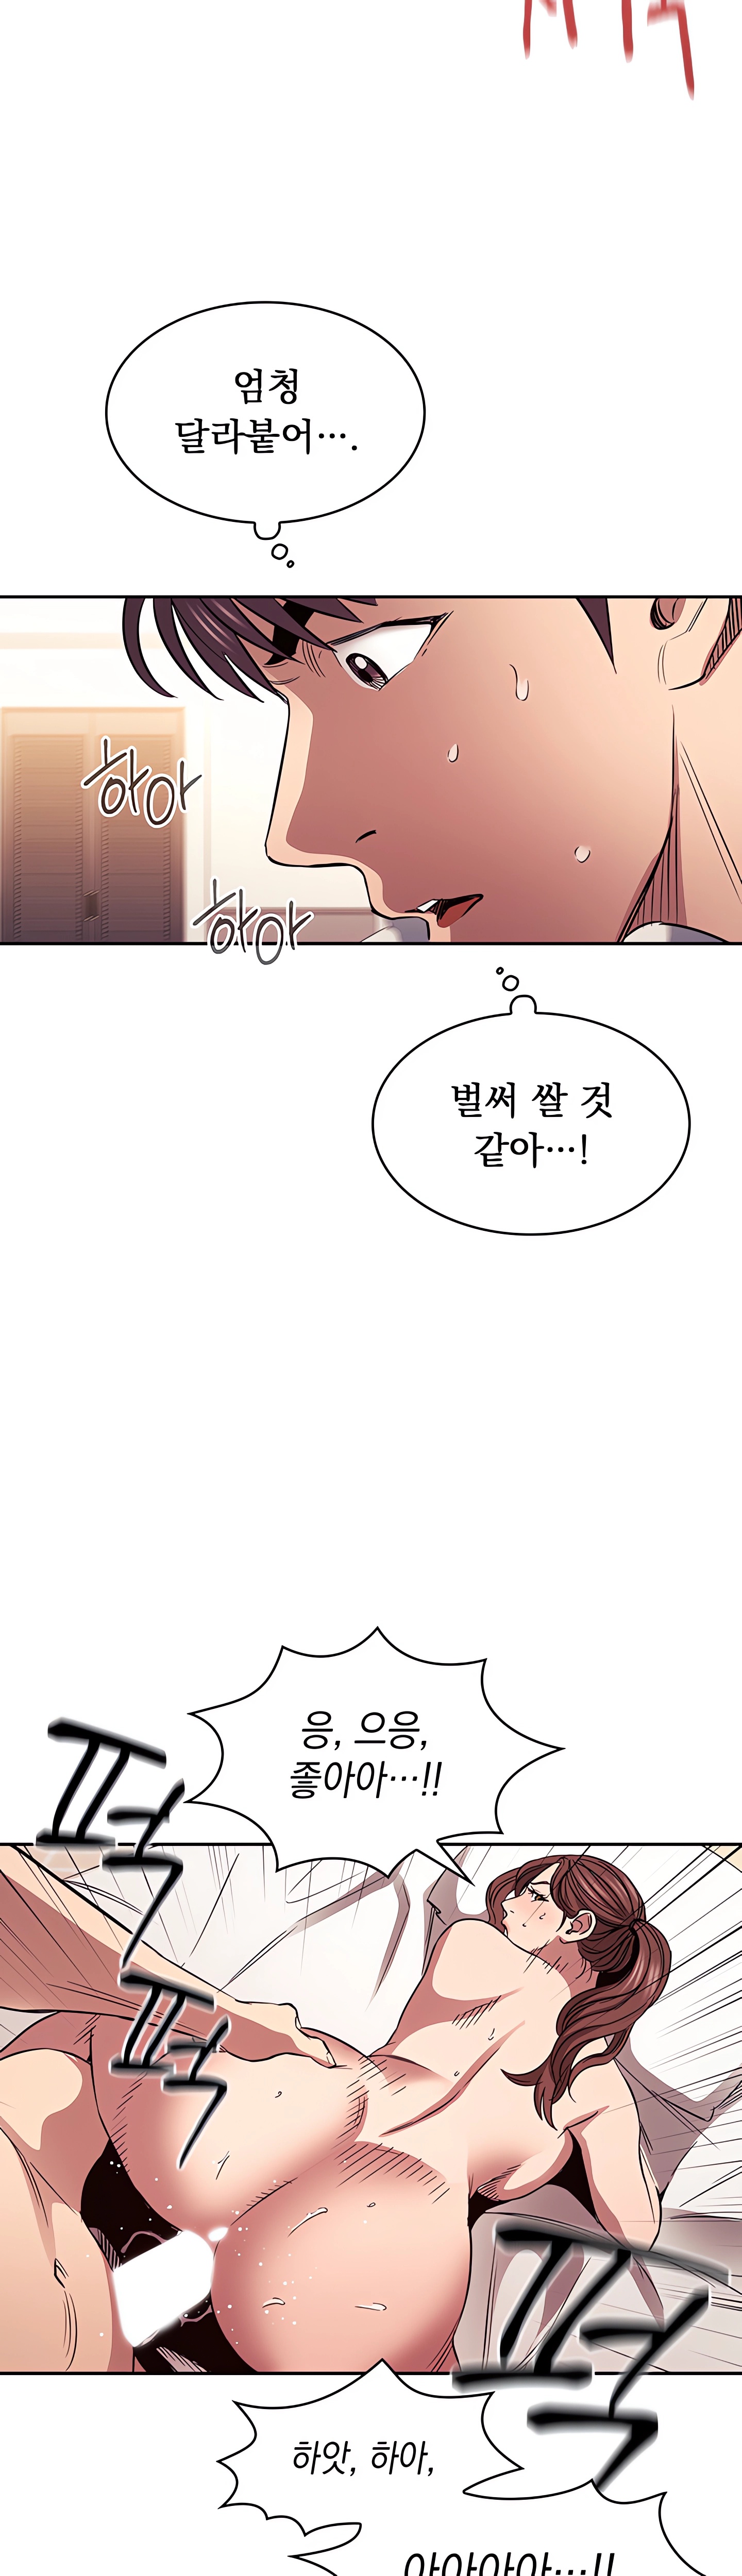 엄청
달라붙어….
하아
하아
벌써 쌀 것
같아…!
응, 으응,
좋아아…!!
퍽
퍽
퍽
하앗, 하아,
아아아아…!!